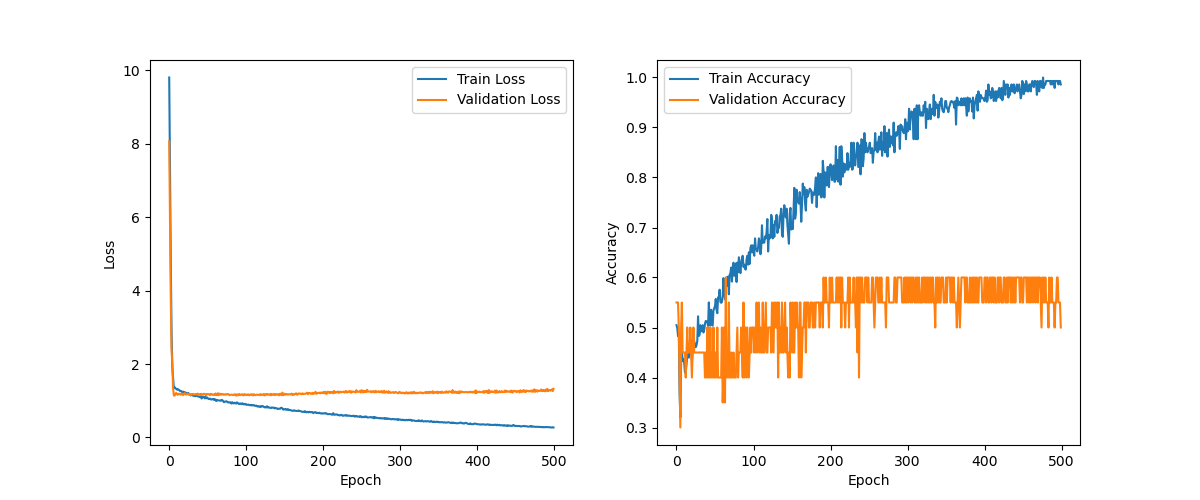 10
8
6
4
2
0
Loss
Train Loss
Validation Loss
0 100 200 300 400 500
Epoch
1.0
0.9
0.8
0.7
0.6
0.5
0.4
0.3
Accuracy
Train Accuracy
Validation Accuracy
0 100 200 300 400 500
Epoch